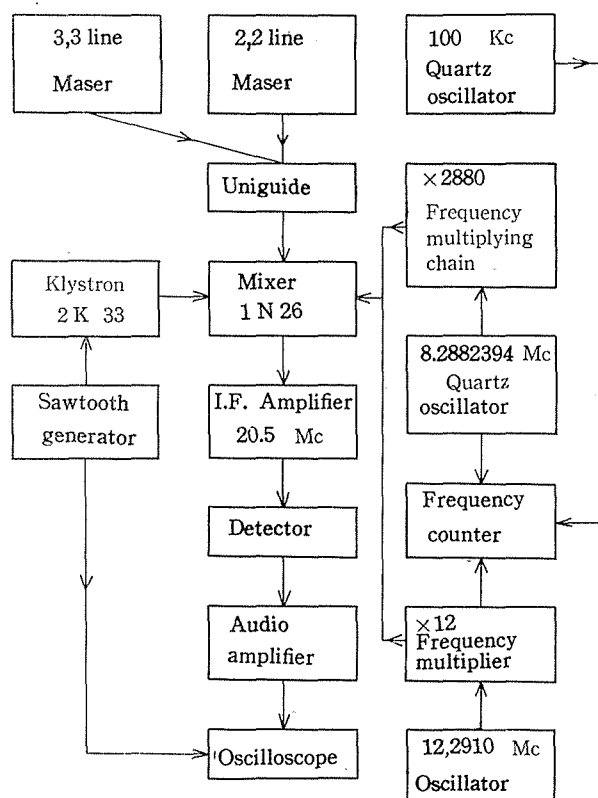 3,3 line
Maser
2,2 line
Maser
100 Kc
Quartz
oscillator
Uniguide
×2880
Frequency
multiplying
chain
Klystron
2 K 33
Mixer
1 N 26
8.2882394 Mc
Quartz
oscillator
Sawtooth
generator
I.F. Amplifier
20.5 Mc
Detector
Frequency
counter
Audio
amplifier
×12
Frequency
multiplier
Oscilloscope
12,2910 Mc
Oscillator